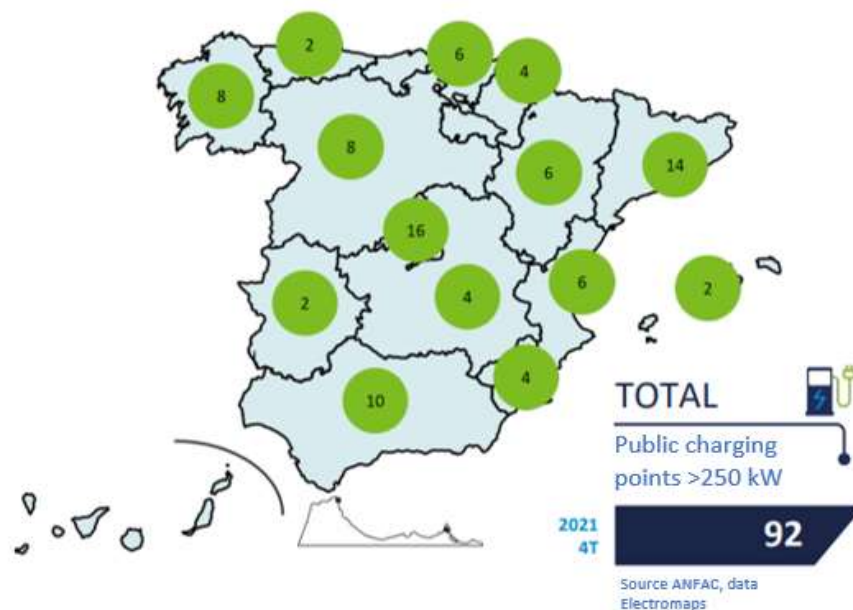 2
6
4
8
8
6
14
16
2
4
6
2
4
10
TOTAL
Public charging
points >250 kW
2021
4T
92
Source ANFAC, data
Electromaps